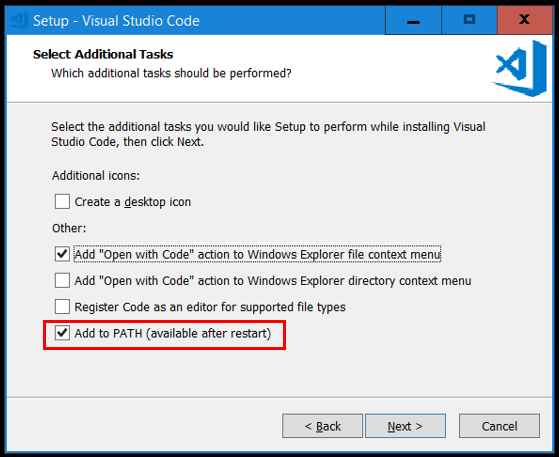 Setup - Visual Studio Code
Select Additional Tasks
Which additional tasks should be performed?
Select the additional tasks you would like Setup to perform while installing Visual
Studio Code, then click Next.
Additional icons:
Create a desktop icon
Other:
Add "Open with Code" action to Windows Explorer file context menu
Add "Open with Code" action to Windows Explorer directory context menu
Register Code as an editor for supported file types
Add to PATH (available after restart)
< Back
Next >
Cancel